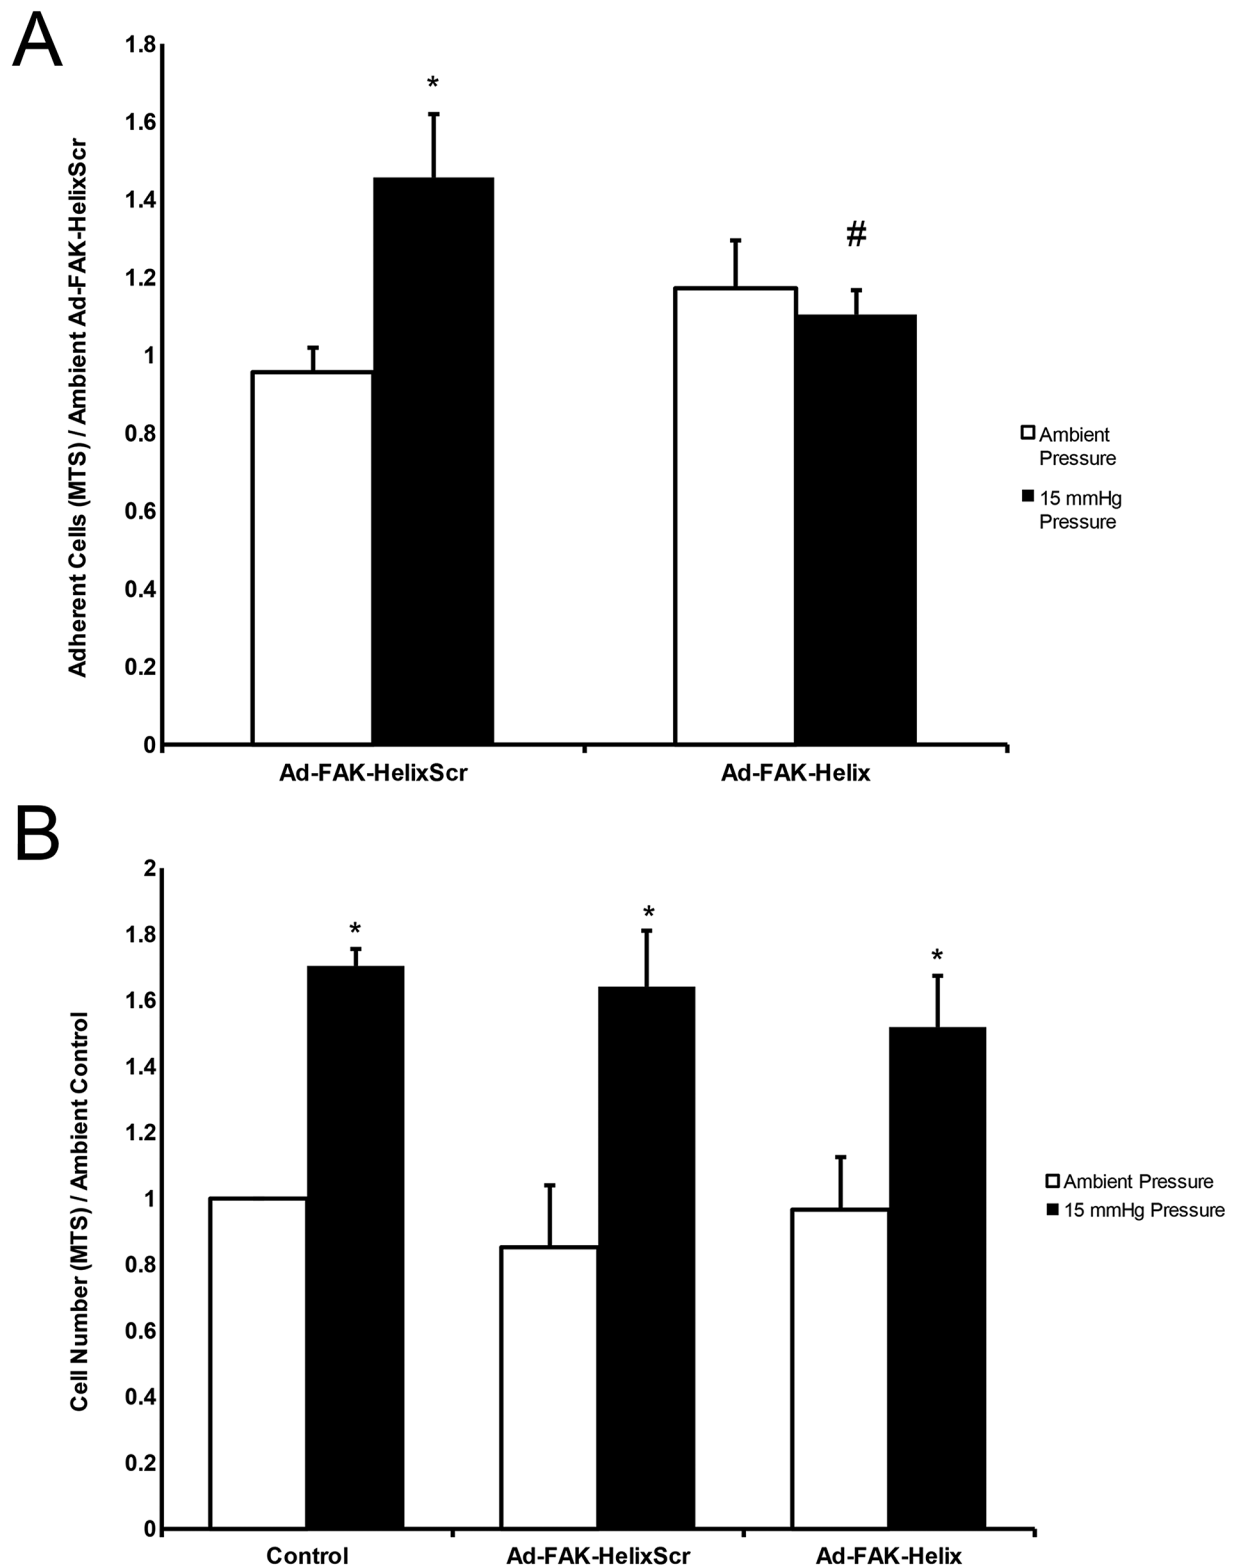 A
1.8
1.6
1.4
1.2
1
0.8
0.6
0.4
0.2
0
Adherent Cells (MTS) / Ambient Ad-FAK-HelixScr
*
#
Ad-FAK-HelixScr
Ad-FAK-Helix
Ambient
Pressure
15 mmHg
Pressure
B
2
1.8
1.6
1.4
1.2
1
0.8
0.6
0.4
0.2
0
Cell Number (MTS) / Ambient Control
*
*
*
Control
Ad-FAK-HelixScr
Ad-FAK-Helix
Ambient Pressure
15 mmHg Pressure